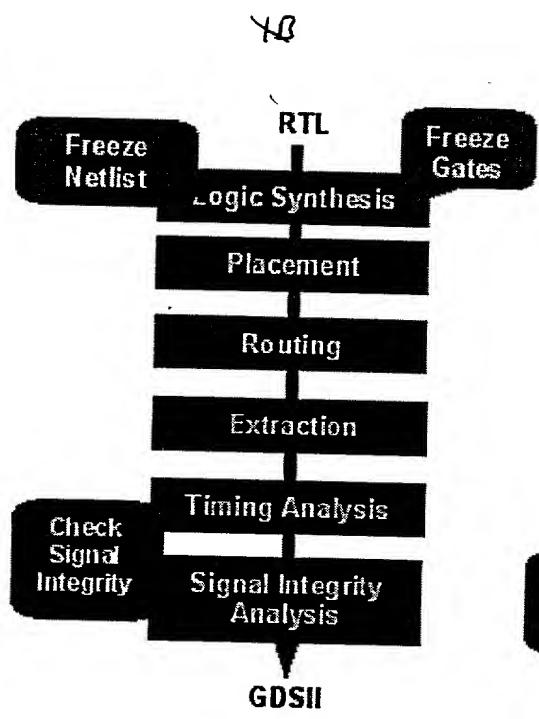 RTL
Freeze
Netlist
Freeze
Gates
Logic Synthesis
Placement
Routing
Extraction
Timing Analysis
Check
Signal
Integrity
Signal Integrity
Analysis
GDSII